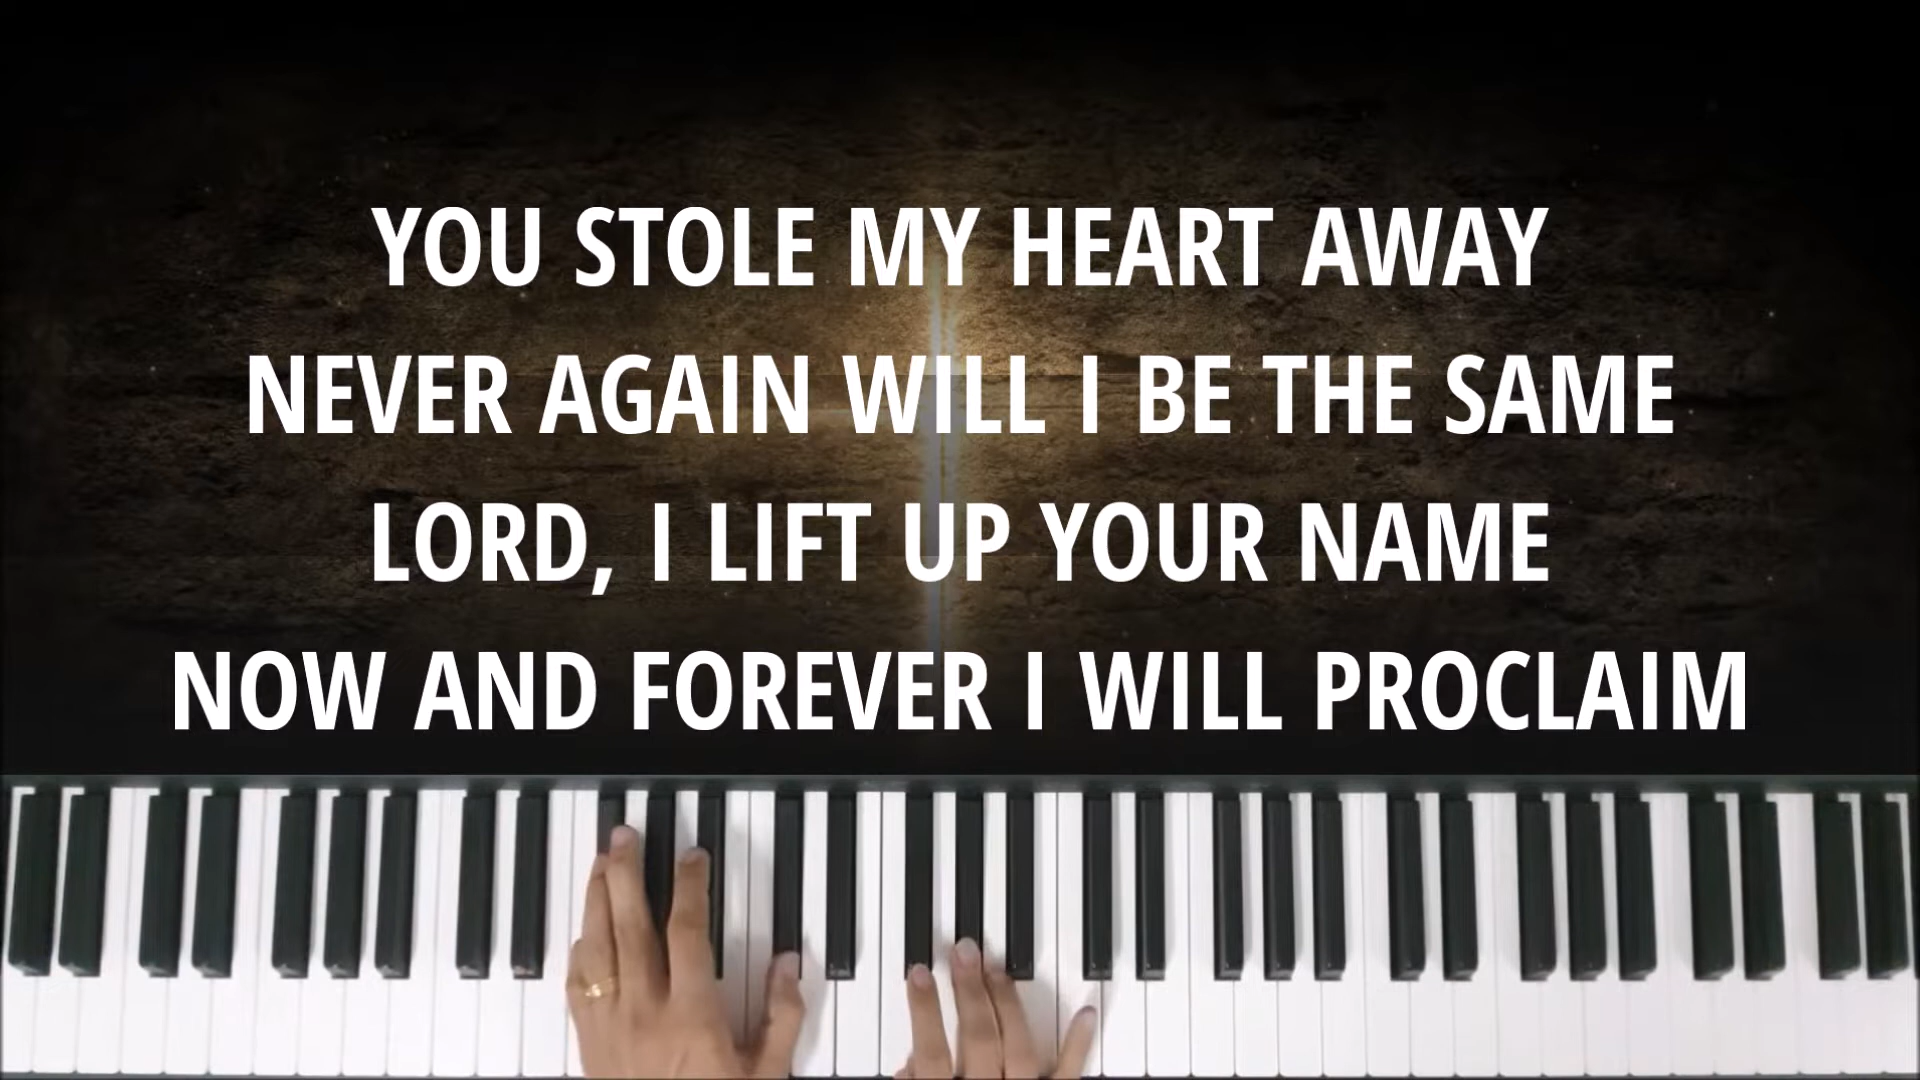 YOU STOLE MY HEART AWAY
NEVER AGAIN WILL I BE THE SAME
LORD, I LIFT UP YOUR NAME
NOW AND FOREVER I WILL PROCLAIM